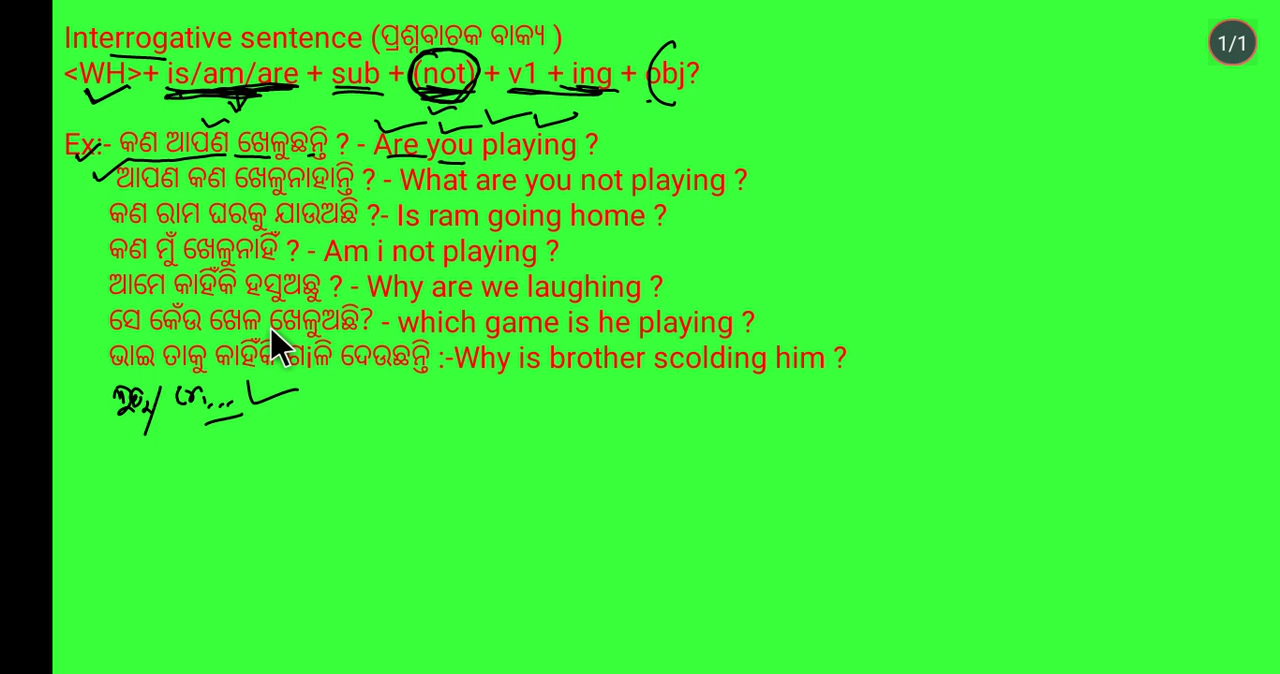 Interrogative sentence (ପ୍ରଶ୍ନବାଚକ ବାକ୍ୟ )
1/1
<WH>+ is/am/are + sub + (not) + v1 + ing + obj?
Ex:- କଣ ଆପଣ ଖେଳୁଛନ୍ତି ? - Are you playing ?
ଆପଣ କଣ ଖେଳୁନାହାନ୍ତି ? - What are you not playing ?
କଣ ରାମ ଘରକୁ ଯାଉଅଛି ?- Is ram going home ?
କଣ ମୁଁ ଖେଳୁନାହିଁ ? - Am i not playing ?
ଆମେ କାହିଁକି ହସୁଅଛୁ ? - Why are we laughing ?
ସେ କେଁଉ ଖେଳ ଖେଳୁଅଛି? - which game is he playing ?
ଭାଇ ତାକୁ କାହିଁକି ଗାଳି ଦେଉଛନ୍ତି :-Why is brother scolding him ?